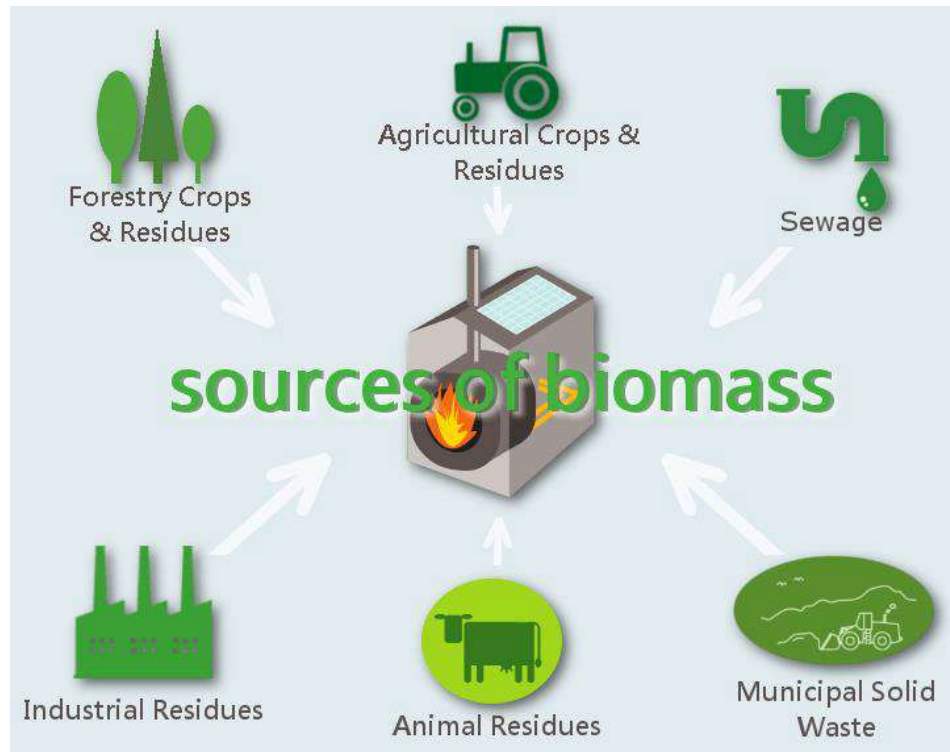 Agricultural Crops &
Residues
Forestry Crops
& Residues
Sewage
sources of biomass
Industrial Residues
Animal Residues
Municipal Solid
Waste